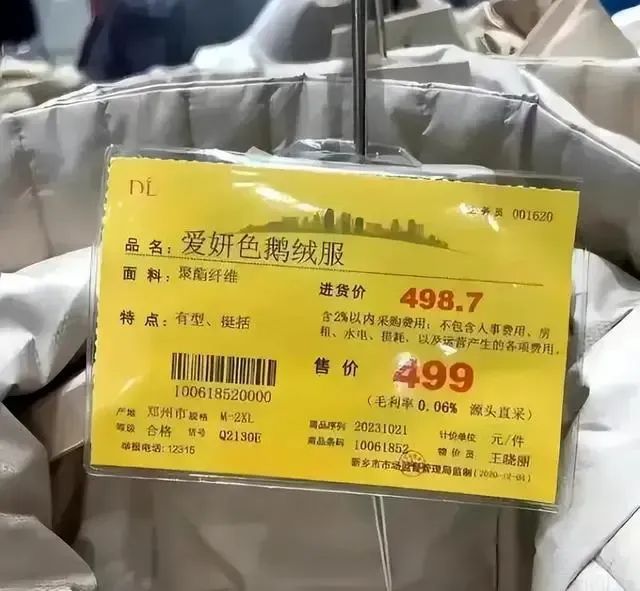 DL
业务员 001620
品名：爱妍色鹅绒服
面料：聚酯纤维
进货价 498.7
含2%以内采购费用；不包含人事费用、房
租、水电、损耗、以及运营产生的各项费用。
特点：有型、挺括
售价 499
(毛利率0.06% 源头直采)
100618520000
产地 郑州市 规格 M-2XL
商品序列 20231021 计价单位 元/件
等级 合格 货号 Q2130E
商品条码 10061852 物价员 王晓丽
举报电话：12315
新乡市市场监督管理局监制